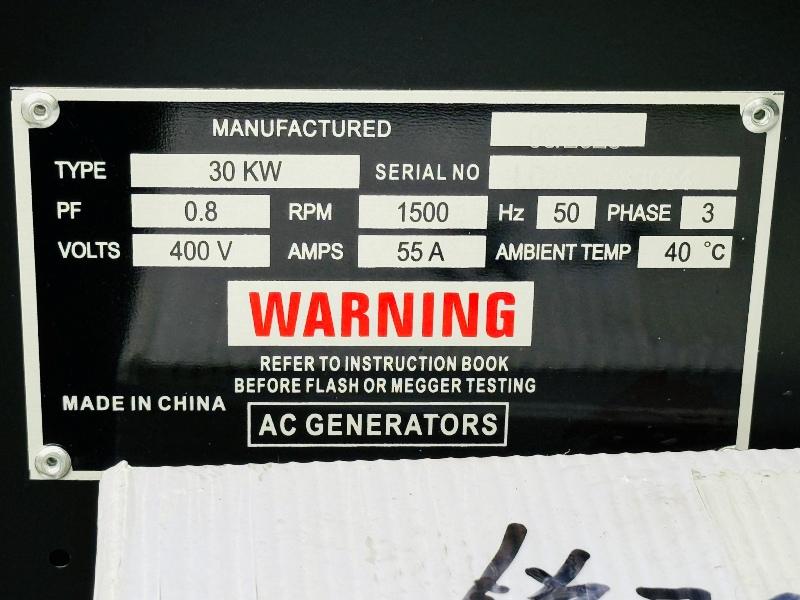 MANUFACTURED
TYPE 30 KW SERIAL NO
PF 0.8 RPM 1500 Hz 50 PHASE 3
VOLTS 400 V AMPS 55 A AMBIENT TEMP 40 °C
WARNING
REFER TO INSTRUCTION BOOK
BEFORE FLASH OR MEGGER TESTING
MADE IN CHINA
AC GENERATORS